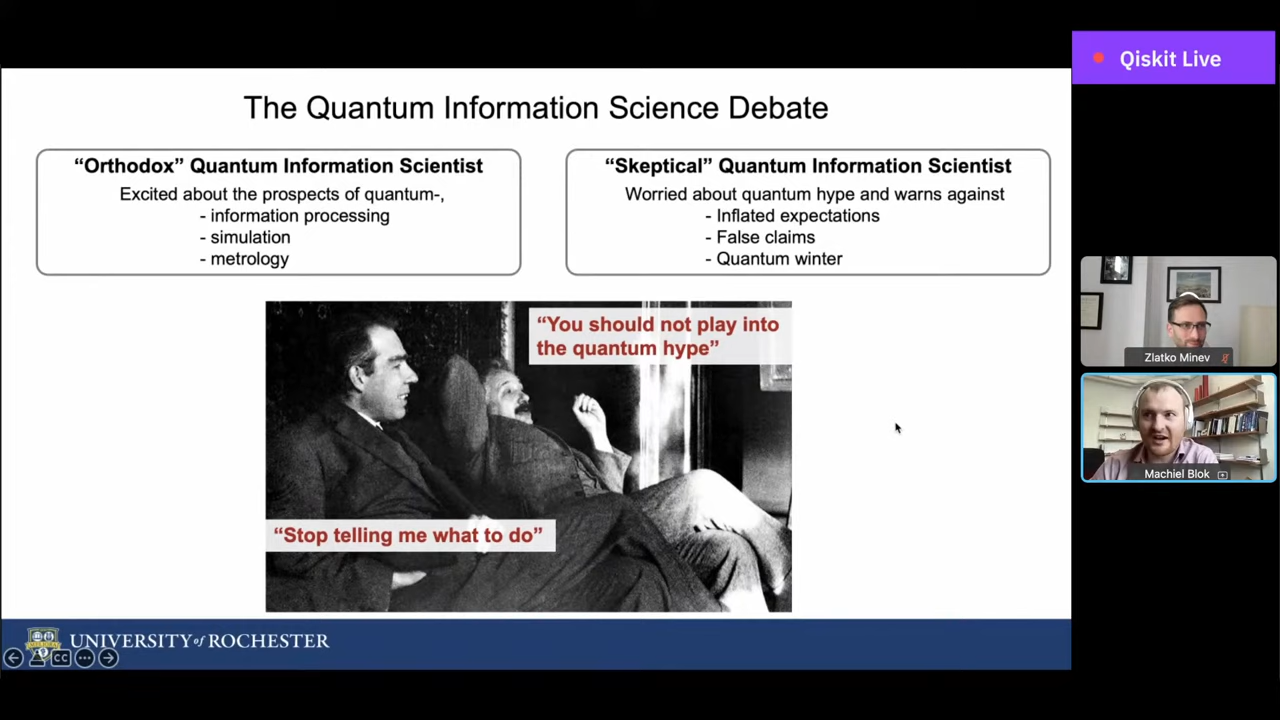 Qiskit Live
The Quantum Information Science Debate
“Orthodox” Quantum Information Scientist
Excited about the prospects of quantum-,
- information processing
- simulation
- metrology
“Skeptical” Quantum Information Scientist
Worried about quantum hype and warns against
- Inflated expectations
- False claims
- Quantum winter
“You should not play into
the quantum hype”
“Stop telling me what to do”
Zlatko Minev
Machiel Blok
UNIVERSITY of ROCHESTER
CC